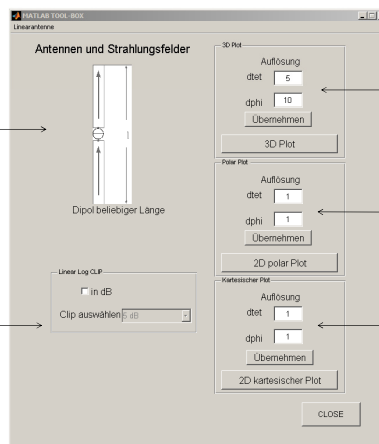 MATLAB TOOL-BOX
Linearantenne
Antennen und Strahlungsfelder
Dipol beliebiger Länge
Linear Log CLIP
in dB
Clip auswählen 5 dB
3D Plot
Auflösung
dtet 5
dphi 10
Übernehmen
3D Plot
Polar Plot
Auflösung
dtet 1
dphi 1
Übernehmen
2D polar Plot
Kartesischer Plot
Auflösung
dtet 1
dphi 1
Übernehmen
2D kartesischer Plot
CLOSE